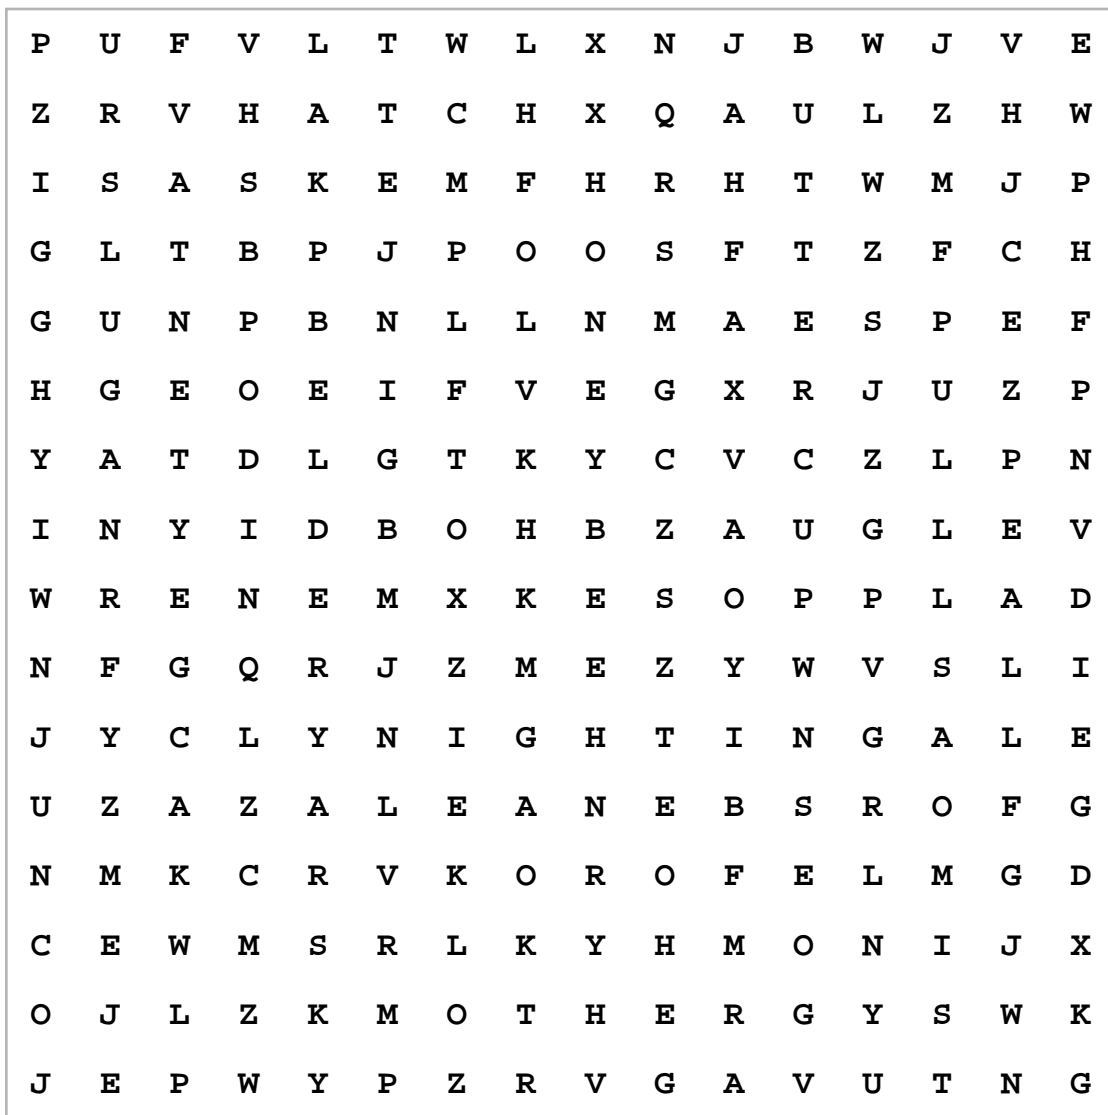 P U F V L T W L X N J B W J V E
Z R V H A T C H X Q A U L Z H W
I S A S K E M F H R H T W M J P
G L T B P J P O O S F T Z F C H
G U N P B N L L N M A E S P E F
H G E O E I F V E G X R J U Z P
Y A T D L G T K Y C V C Z L P N
I N Y I D B O H B Z A U G L E V
W R E N E M X K E S O P P L A D
N F G Q R J Z M E Z Y W V S L I
J Y C L Y N I G H T I N G A L E
U Z A Z A L E A N E B S R O F G
N M K C R V K O R O F E L M G D
C E W M S R L K Y H M O N I J X
O J L Z K M O T H E R G Y S W K
J E P W Y P Z R V G A V U T N G